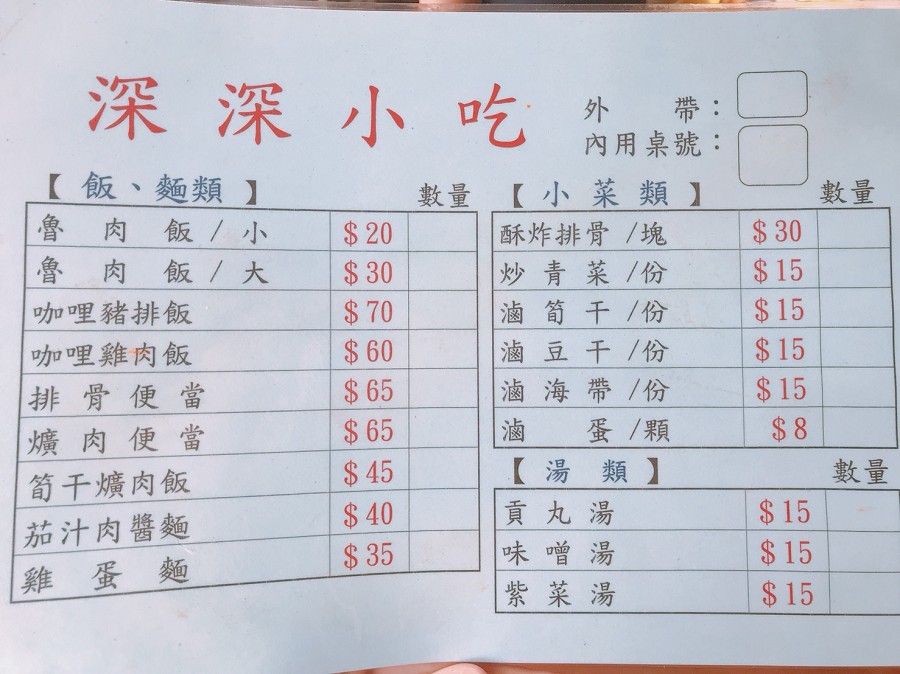 深深小吃
外帶：
內用桌號：
【飯、麵類】 數量
魯肉飯/小 $20
魯肉飯/大 $30
咖哩豬排飯 $70
咖哩雞肉飯 $60
排骨便當 $65
爌肉便當 $65
筍干爌肉飯 $45
茄汁肉醬麵 $40
雞蛋麵 $35
【小菜類】 數量
酥炸排骨/塊 $30
炒青菜/份 $15
滷筍干/份 $15
滷豆干/份 $15
滷海帶/份 $15
滷蛋/顆 $8
【湯類】 數量
貢丸湯 $15
味噌湯 $15
紫菜湯 $15